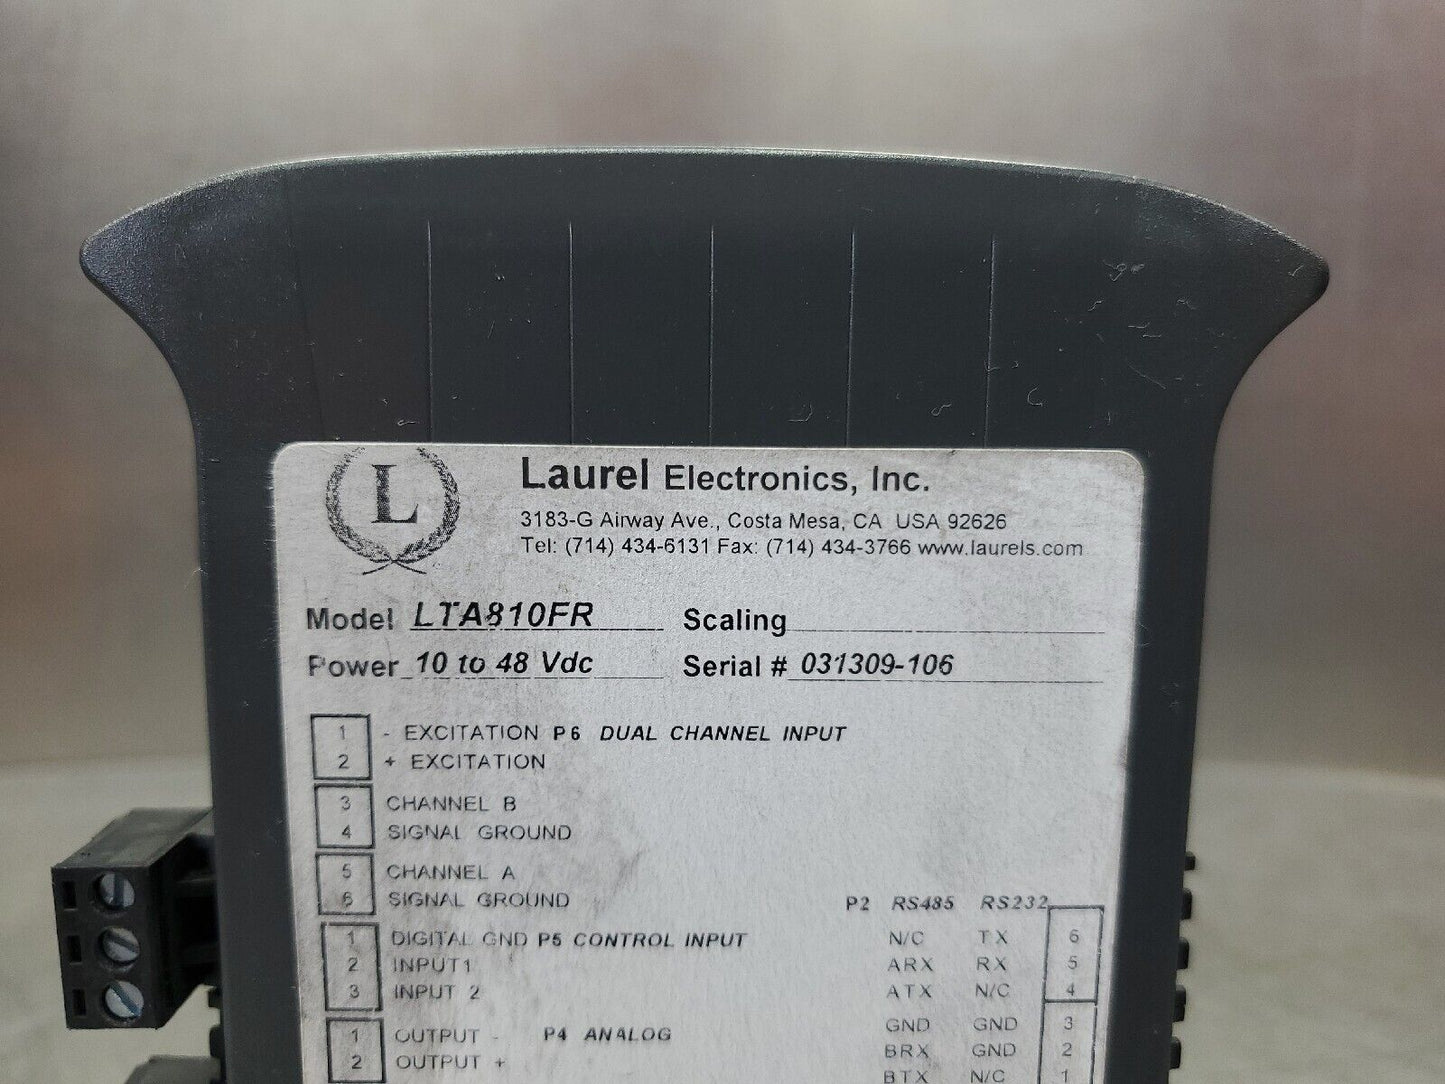 L
Laurel Electronics, Inc.
3183-G Airway Ave., Costa Mesa, CA USA 92626
Tel: (714) 434-6131 Fax: (714) 434-3766 www.laurels.com
Model LTA810FR Scaling
Power 10 to 48 Vdc Serial # 031309-106
1 - EXCITATION P6 DUAL CHANNEL INPUT
2 + EXCITATION
3 CHANNEL B
4 SIGNAL GROUND
5 CHANNEL A
6 SIGNAL GROUND
P2 RS485 RS232
1 DIGITAL GND P5 CONTROL INPUT N/C TX 6
2 INPUT1 ARX RX 5
3 INPUT 2 ATX N/C 4
1 OUTPUT - P4 ANALOG GND GND 3
2 OUTPUT + BRX GND 2
BTX N/C 1